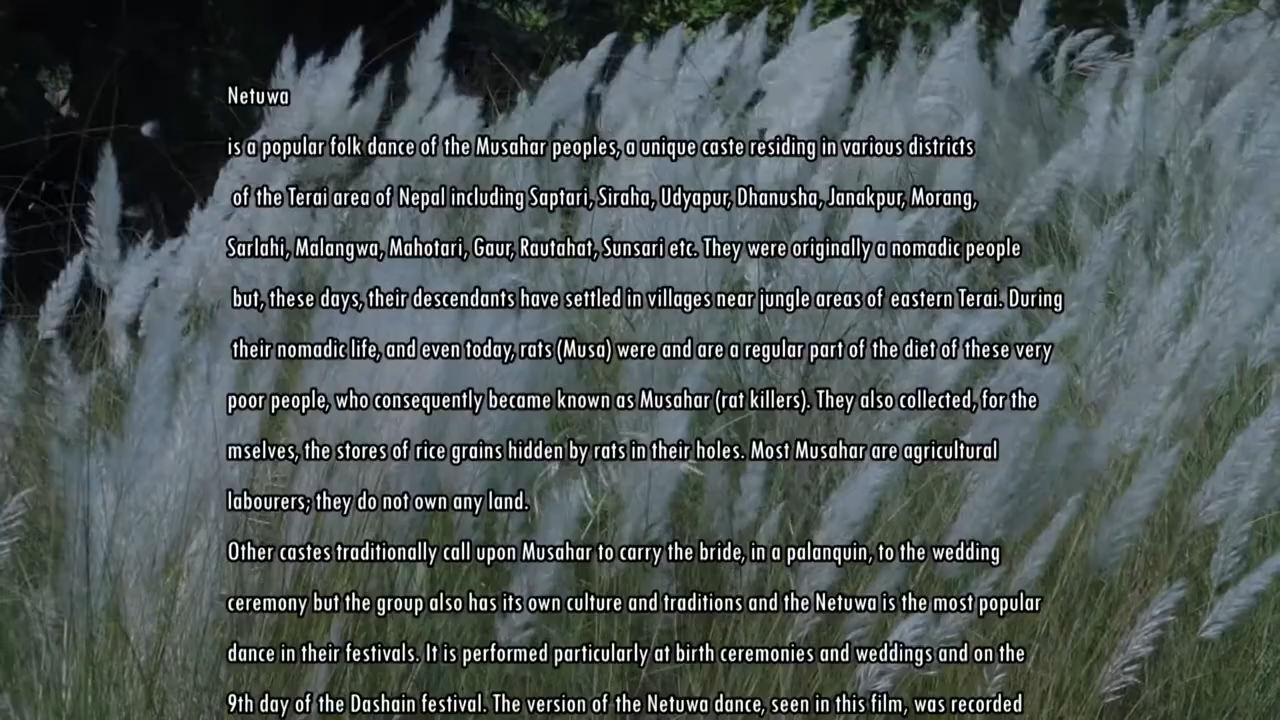 Netuwa
is a popular folk dance of the Musahar peoples, a unique caste residing in various districts
of the Terai area of Nepal including Saptari, Siraha, Udyapur, Dhanusha, Janakpur, Morang,
Sarlahi, Malangwa, Mahotari, Gaur, Rautahat, Sunsari etc. They were originally a nomadic people
but, these days, their descendants have settled in villages near jungle areas of eastern Terai. During
their nomadic life, and even today, rats (Musa) were and are a regular part of the diet of these very
poor people, who consequently became known as Musahar (rat killers). They also collected, for the
mselves, the stores of rice grains hidden by rats in their holes. Most Musahar are agricultural
labourers; they do not own any land.
Other castes traditionally call upon Musahar to carry the bride, in a palanquin, to the wedding
ceremony but the group also has its own culture and traditions and the Netuwa is the most popular
dance in their festivals. It is performed particularly at birth ceremonies and weddings and on the
9th day of the Dashain festival. The version of the Netuwa dance, seen in this film, was recorded